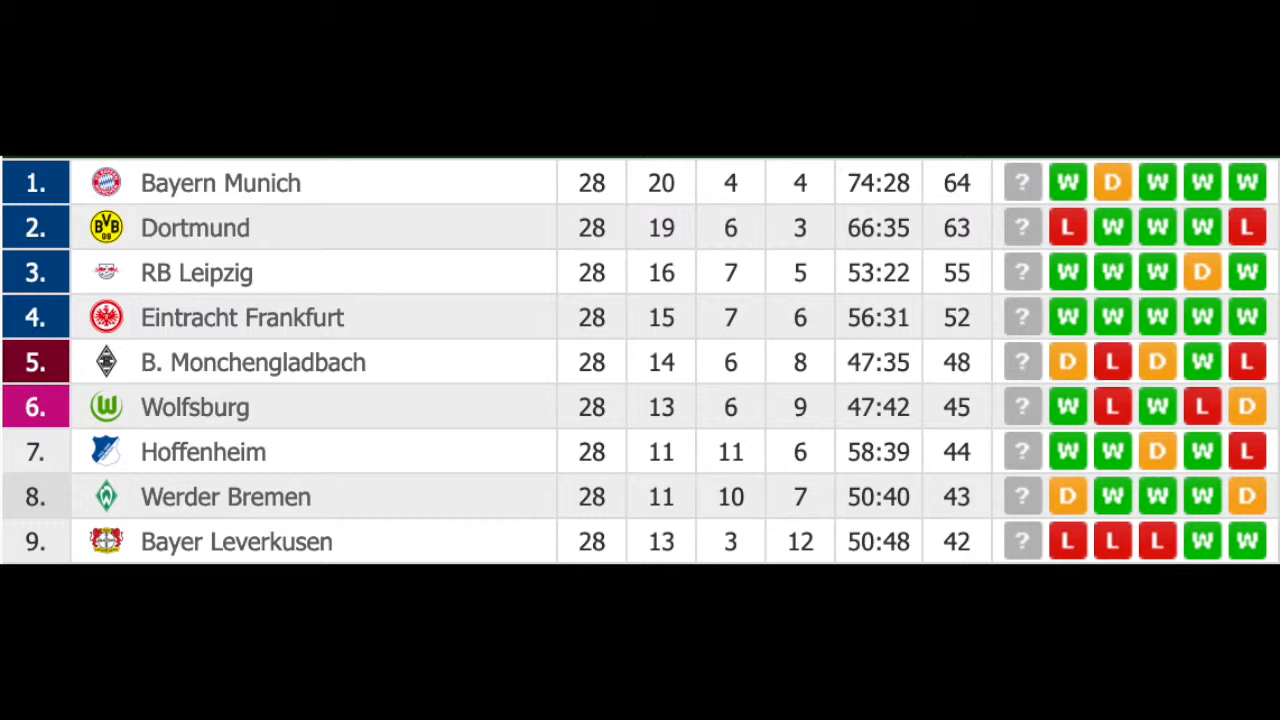 1. Bayern Munich 28 20 4 4 74:28 64 ? W D W W W
2. BVB 09 Dortmund 28 19 6 3 66:35 63 ? L W W W L
3. RB Leipzig 28 16 7 5 53:22 55 ? W W W D W
4. Eintracht Frankfurt 28 15 7 6 56:31 52 ? W W W W W
5. B. Monchengladbach 28 14 6 8 47:35 48 ? D L D W L
6. W Wolfsburg 28 13 6 9 47:42 45 ? W L W L D
7. Hoffenheim 28 11 11 6 58:39 44 ? W W D W L
8. W Werder Bremen 28 11 10 7 50:40 43 ? D W W W D
9. Bayer Leverkusen 28 13 3 12 50:48 42 ? L L L W W